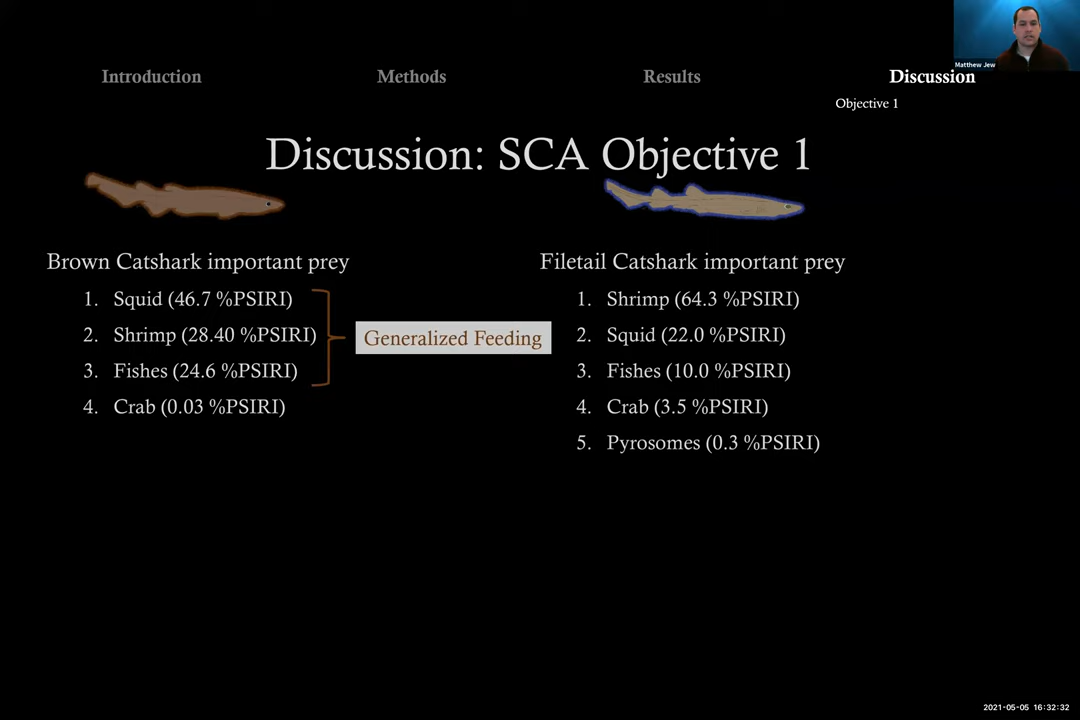 Matthew Jew
Introduction Methods Results Discussion
Objective 1
Discussion: SCA Objective 1
Brown Catshark important prey
1. Squid (46.7 %PSIRI)
2. Shrimp (28.40 %PSIRI)
3. Fishes (24.6 %PSIRI)
4. Crab (0.03 %PSIRI)
Generalized Feeding
Filetail Catshark important prey
1. Shrimp (64.3 %PSIRI)
2. Squid (22.0 %PSIRI)
3. Fishes (10.0 %PSIRI)
4. Crab (3.5 %PSIRI)
5. Pyrosomes (0.3 %PSIRI)
2021-05-05 16:32:32